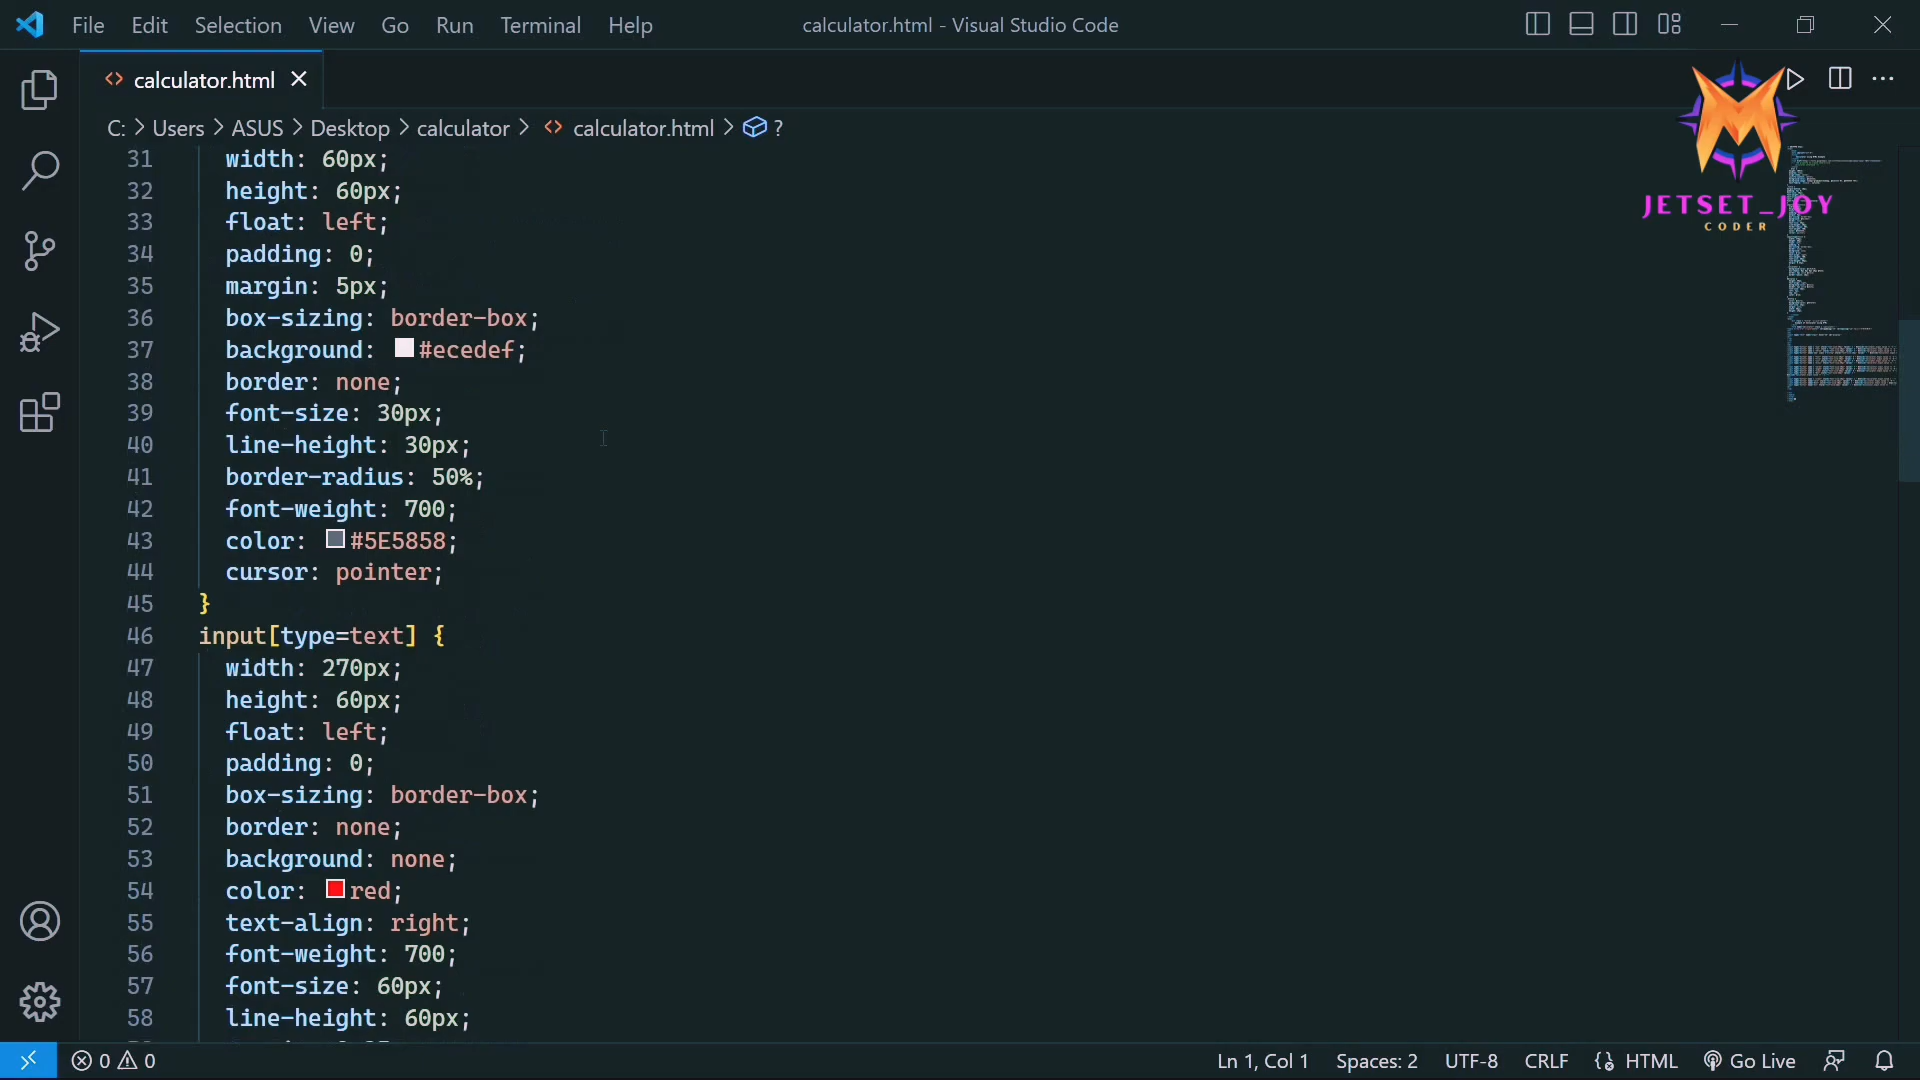 File Edit Selection View Go Run Terminal Help calculator.html - Visual Studio Code
calculator.html
C: > Users > ASUS > Desktop > calculator > calculator.html > ?
JETSET_JOY
CODER
31 width: 60px;
32 height: 60px;
33 float: left;
34 padding: 0;
35 margin: 5px;
36 box-sizing: border-box;
37 background: #ecedef;
38 border: none;
39 font-size: 30px;
40 line-height: 30px;
41 border-radius: 50%;
42 font-weight: 700;
43 color: #5E5858;
44 cursor: pointer;
45 }
46 input[type=text] {
47 width: 270px;
48 height: 60px;
49 float: left;
50 padding: 0;
51 box-sizing: border-box;
52 border: none;
53 background: none;
54 color: red;
55 text-align: right;
56 font-weight: 700;
57 font-size: 60px;
58 line-height: 60px;
0 0 Ln 1, Col 1 Spaces: 2 UTF-8 CRLF HTML Go Live